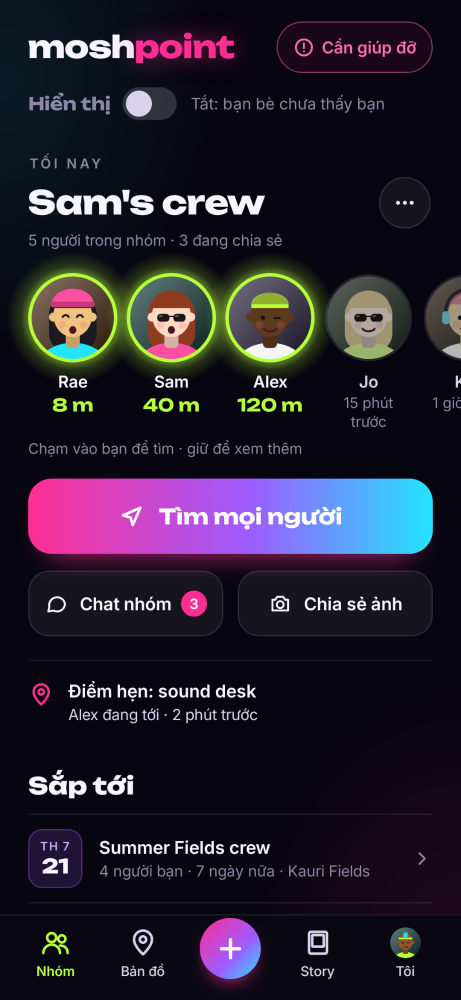 moshpoint
Cần giúp đỡ
Hiển thị
Tắt: bạn bè chưa thấy bạn
TỐI NAY
Sam's crew
5 người trong nhóm · 3 đang chia sẻ
Rae
8 m
Sam
40 m
Alex
120 m
Jo
15 phút
trước
Chạm vào bạn để tìm · giữ để xem thêm
Tìm mọi người
Chat nhóm 3
Chia sẻ ảnh
Điểm hẹn: sound desk
Alex đang tới · 2 phút trước
Sắp tới
TH 7
21
Summer Fields crew
4 người bạn · 7 ngày nữa · Kauri Fields
Nhóm
Bản đồ
Story
Tôi